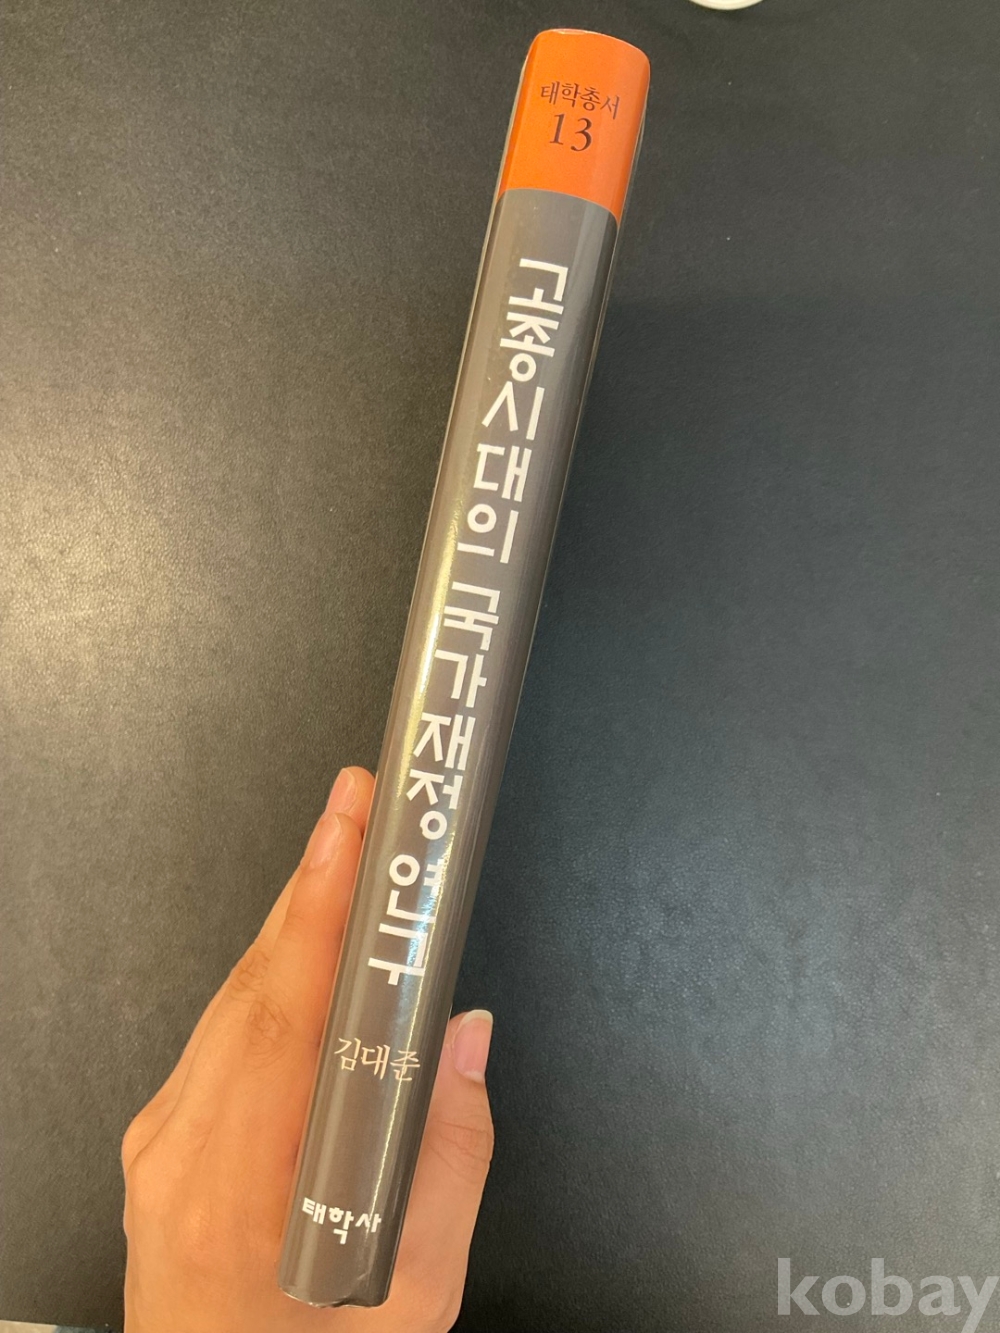 태학총서
13
고종시대의 국가재정 연구
김대준
태학사
kobay